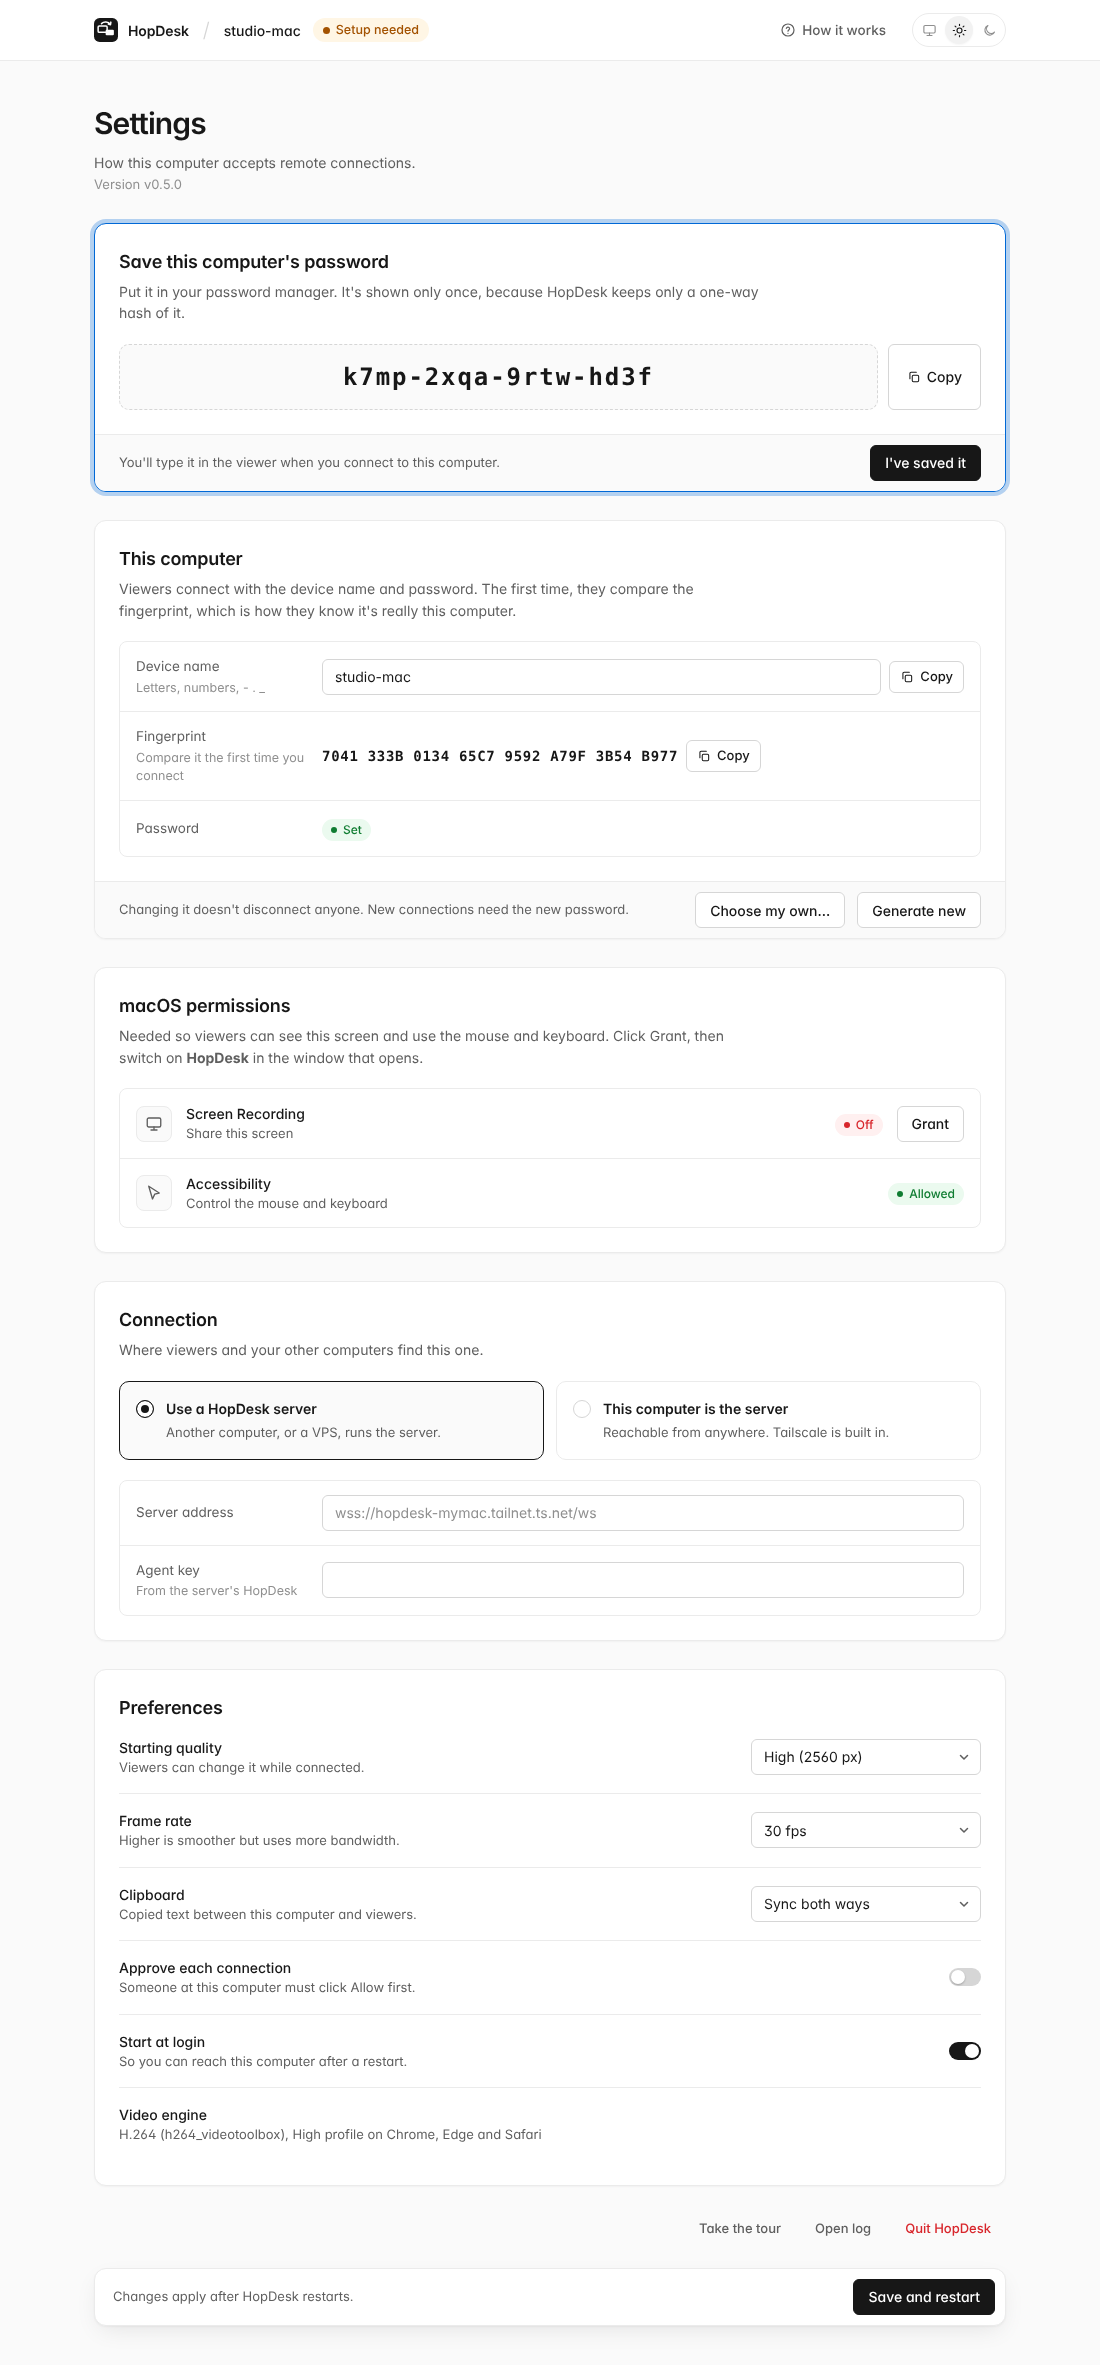 HopDesk / studio-mac Setup needed How it works
Settings
How this computer accepts remote connections.
Version v0.5.0
Save this computer's password
Put it in your password manager. It's shown only once, because HopDesk keeps only a one-way
hash of it.
k7mp-2xqa-9rtw-hd3f Copy
You'll type it in the viewer when you connect to this computer. I've saved it
This computer
Viewers connect with the device name and password. The first time, they compare the
fingerprint, which is how they know it's really this computer.
Device name
Letters, numbers, - . _
studio-mac Copy
Fingerprint
Compare it the first time you
connect
7041 333B 0134 65C7 9592 A79F 3B54 B977 Copy
Password Set
Changing it doesn't disconnect anyone. New connections need the new password. Choose my own... Generate new
macOS permissions
Needed so viewers can see this screen and use the mouse and keyboard. Click Grant, then
switch on HopDesk in the window that opens.
Screen Recording
Share this screen
Off Grant
Accessibility
Control the mouse and keyboard
Allowed
Connection
Where viewers and your other computers find this one.
Use a HopDesk server
Another computer, or a VPS, runs the server.
This computer is the server
Reachable from anywhere. Tailscale is built in.
Server address wss://hopdesk-mymac.tailnet.ts.net/ws
Agent key
From the server's HopDesk
Preferences
Starting quality
Viewers can change it while connected.
High (2560 px)
Frame rate
Higher is smoother but uses more bandwidth.
30 fps
Clipboard
Copied text between this computer and viewers.
Sync both ways
Approve each connection
Someone at this computer must click Allow first.
Start at login
So you can reach this computer after a restart.
Video engine
H.264 (h264_videotoolbox), High profile on Chrome, Edge and Safari
Take the tour Open log Quit HopDesk
Changes apply after HopDesk restarts. Save and restart